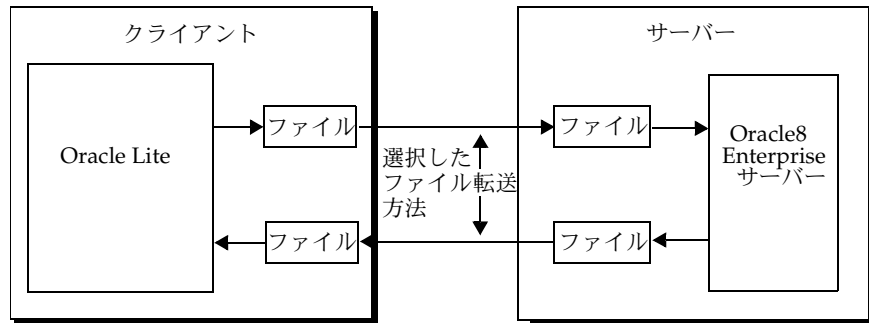 クライアント
サーバー
Oracle Lite
ファイル
ファイル
Oracle8
Enterprise
サーバー
選択した
ファイル転送
方法
ファイル
ファイル